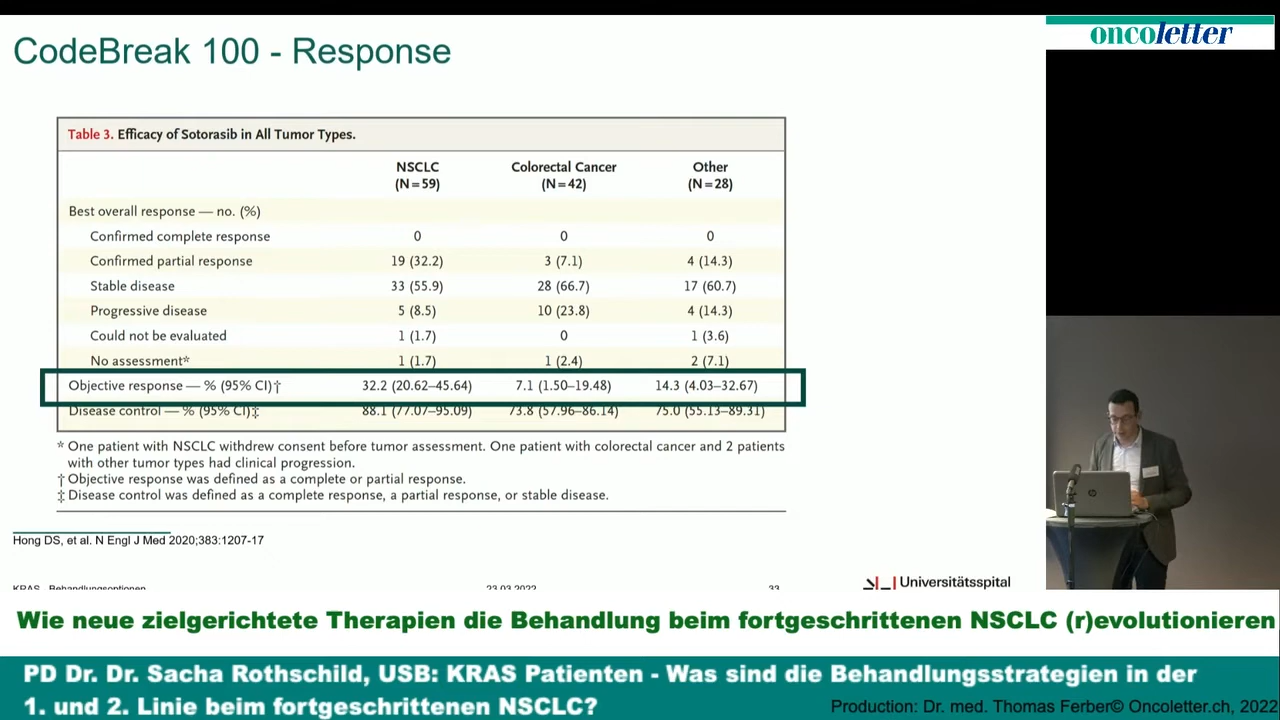 CodeBreak 100 - Response
oncoletter
Table 3. Efficacy of Sotorasib in All Tumor Types.
NSCLC (N=59) Colorectal Cancer (N=42) Other (N=28)
Best overall response — no. (%)
Confirmed complete response 0 0 0
Confirmed partial response 19 (32.2) 3 (7.1) 4 (14.3)
Stable disease 33 (55.9) 28 (66.7) 17 (60.7)
Progressive disease 5 (8.5) 10 (23.8) 4 (14.3)
Could not be evaluated 1 (1.7) 0 1 (3.6)
No assessment* 1 (1.7) 1 (2.4) 2 (7.1)
Objective response — % (95% CI)† 32.2 (20.62–45.64) 7.1 (1.50–19.48) 14.3 (4.03–32.67)
Disease control — % (95% CI)‡ 88.1 (77.07–95.09) 73.8 (57.96–86.14) 75.0 (55.13–89.31)
* One patient with NSCLC withdrew consent before tumor assessment. One patient with colorectal cancer and 2 patients
with other tumor types had clinical progression.
† Objective response was defined as a complete or partial response.
‡ Disease control was defined as a complete response, a partial response, or stable disease.
Hong DS, et al. N Engl J Med 2020;383:1207-17
KRAS - Behandlungsoptionen 23.03.2022 33
Universitätsspital
hp
Wie neue zielgerichtete Therapien die Behandlung beim fortgeschrittenen NSCLC (r)evolutionieren
PD Dr. Dr. Sacha Rothschild, USB: KRAS Patienten - Was sind die Behandlungsstrategien in der
1. und 2. Linie beim fortgeschrittenen NSCLC?
Production: Dr. med. Thomas Ferber© Oncoletter.ch, 2022